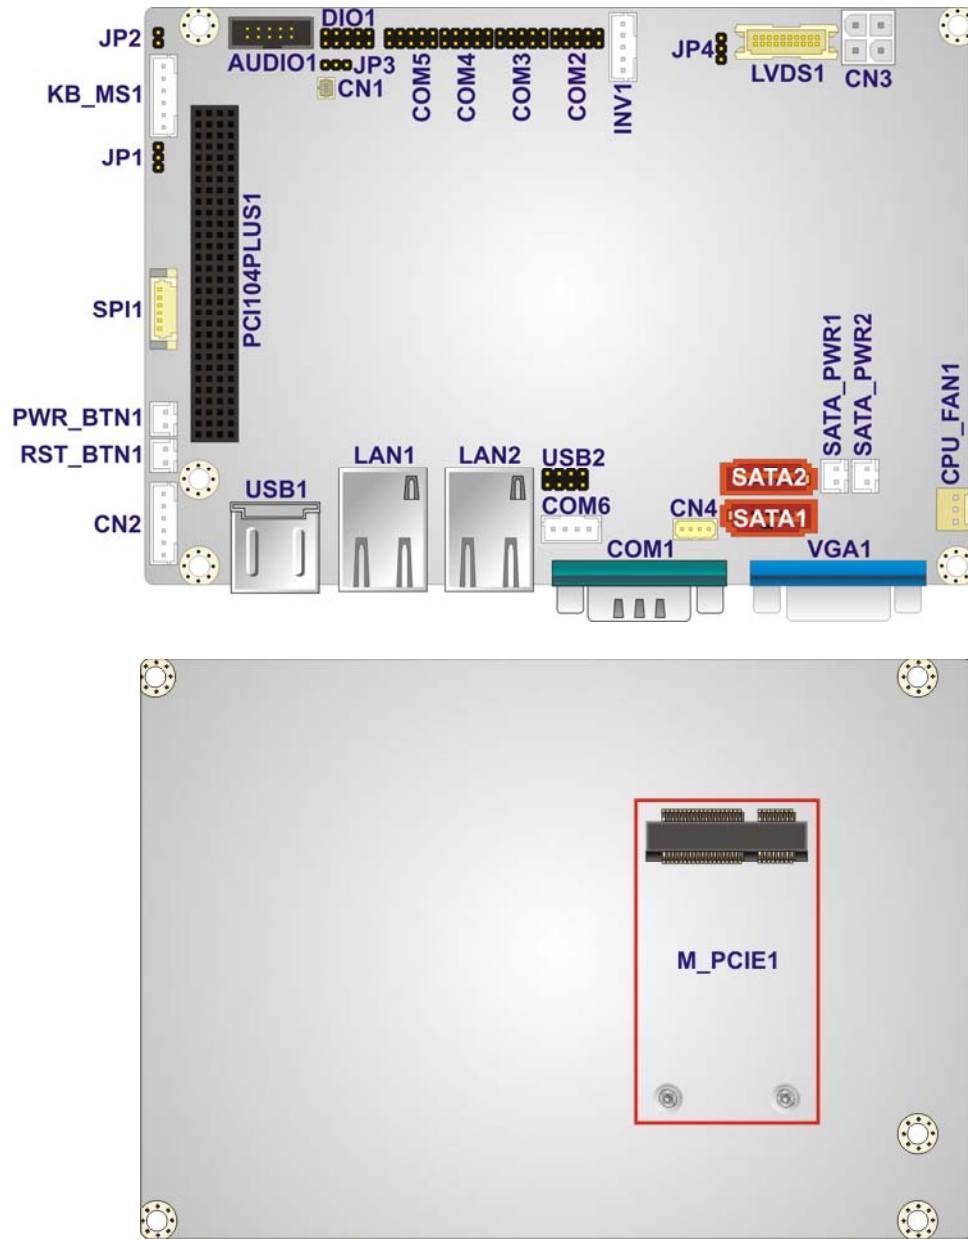 DIO1
JP2
AUDIO1
JP3
KB_MS1
CN1
COM5
COM4
COM3
COM2
INV1
JP4
LVDS1
CN3
JP1
PCI104PLUS1
SPI1
SATA_PWR1
SATA_PWR2
CPU_FAN1
PWR_BTN1
RST_BTN1
LAN1
LAN2
USB2
SATA2
USB1
COM6
CN4
SATA1
CN2
COM1
VGA1
M_PCIE1